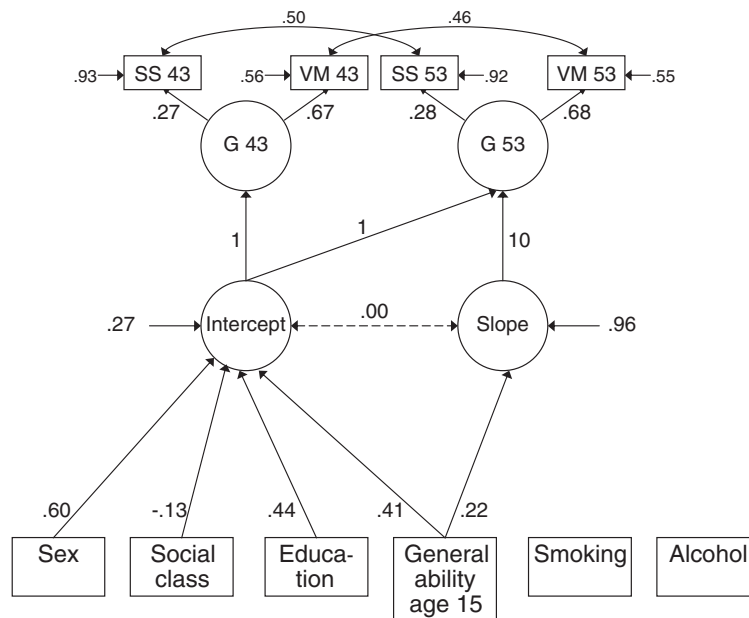 .50
.46
.93
SS 43
.56
VM 43
SS 53
.92
VM 53
.55
.27
.67
.28
.68
G 43
G 53
1
1
10
.27
Intercept
.00
Slope
.96
.60
-.13
.44
.41
.22
Sex
Social
class
Educa-
tion
General
ability
age 15
Smoking
Alcohol